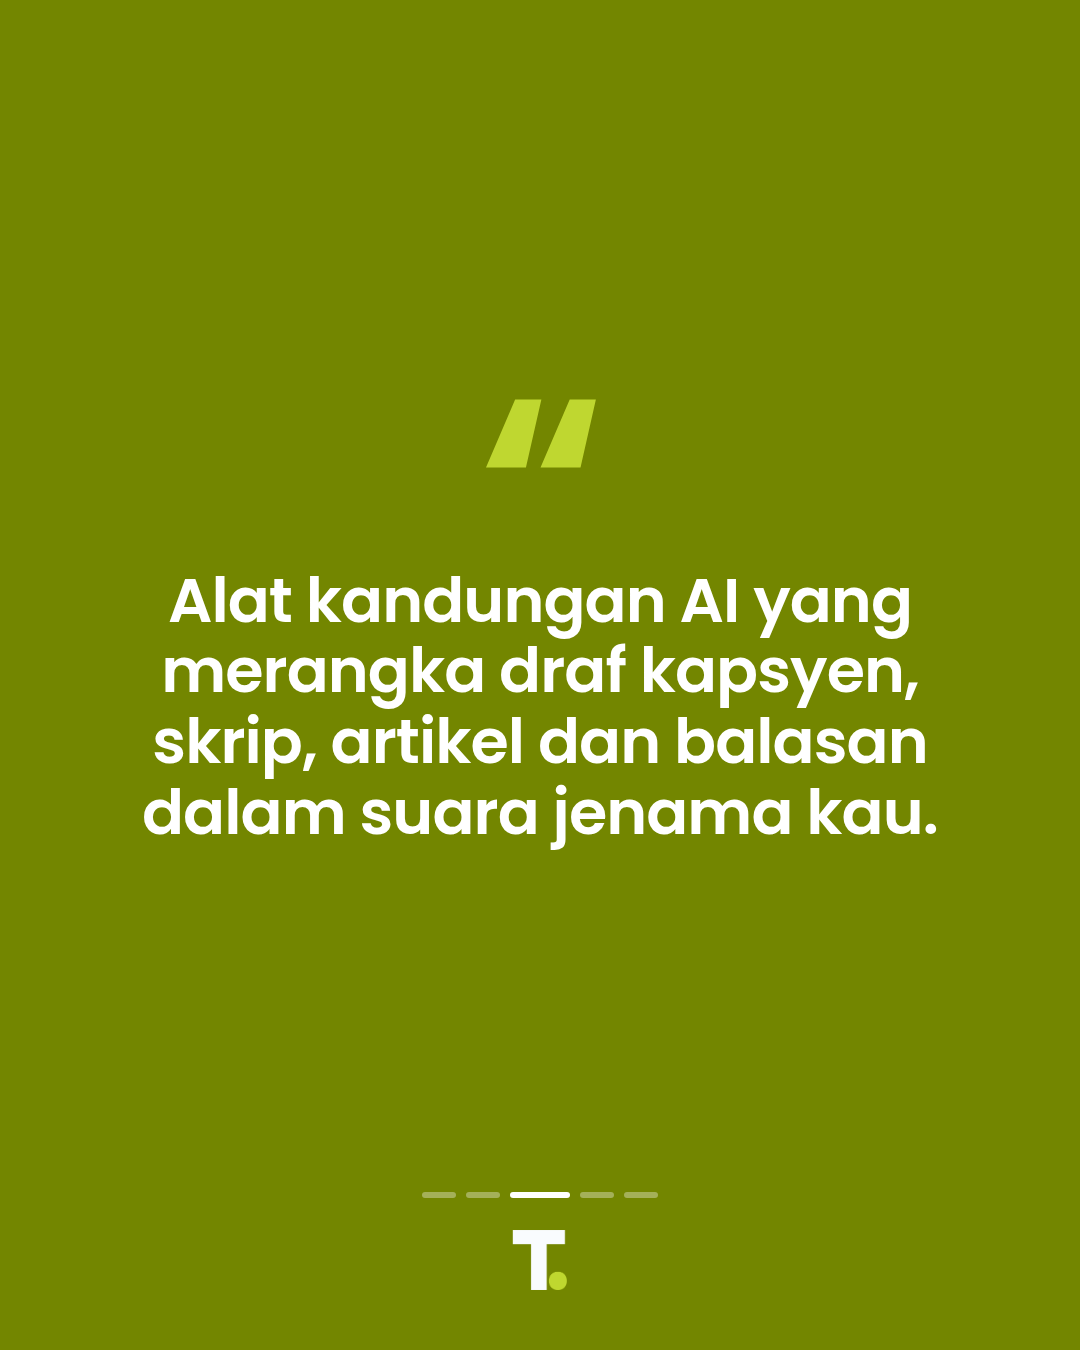 “
Alat kandungan AI yang
merangka draf kapsyen,
skrip, artikel dan balasan
dalam suara jenama kau.
T.